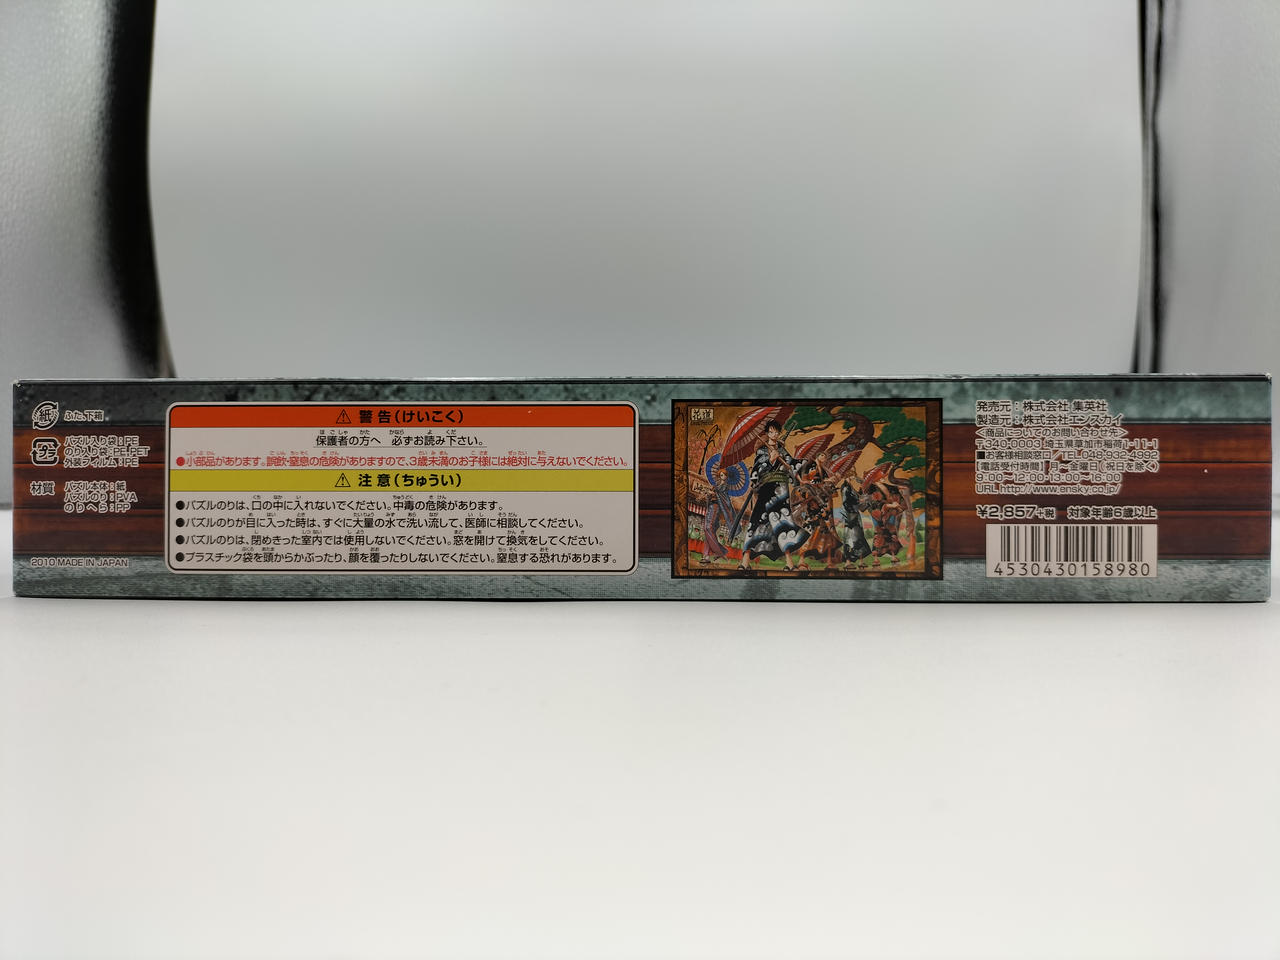 紙 ふた、下箱
プラ パズル入り袋：PE
のり入り袋：PE,PET
外装フィルム：PE
材質 パズル本体：紙
パズルのり：PVA
のりへら：PP
2010 MADE IN JAPAN
⚠ 警告(けいこく)
保護者の方へ 必ずお読み下さい。
●小部品があります。誤飲・窒息の危険がありますので、3歳未満のお子様には絶対に与えないでください。
⚠ 注意(ちゅうい)
●パズルのりは、口の中に入れないでください。中毒の危険があります。
●パズルのりが目に入った時は、すぐに大量の水で洗い流して、医師に相談してください。
●パズルのりは、閉めきった室内では使用しないでください。窓を開けて換気をしてください。
●プラスチック袋を頭からかぶったり、顔を覆ったりしないでください。窒息する恐れがあります。
花道
発売元：株式会社 集英社
製造元：株式会社エンスカイ
<商品についてのお問い合わせ先>
〒340-0003 埼玉県草加市稲荷1-11-1
■お客様相談窓口／TEL 048-932-4992
[電話受付時間] 月〜金曜日(祝日を除く)
9:00〜12:00・13:00〜16:00
URL http://www.ensky.co.jp/
¥2,857+税 対象年齢6歳以上
4530430158980